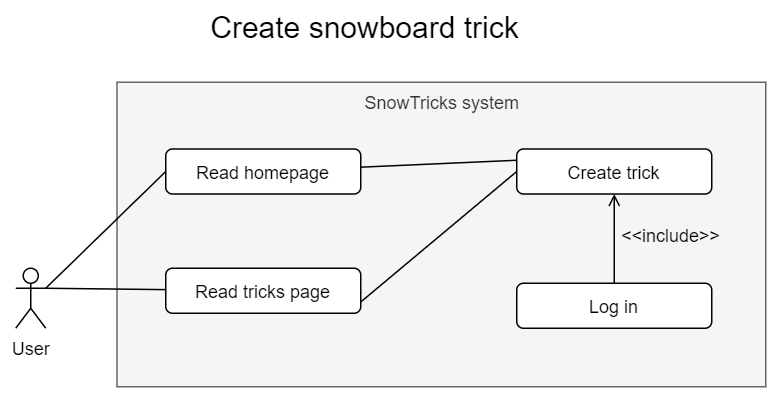 Create snowboard trick
SnowTricks system
Read homepage
Create trick
<<include>>
Read tricks page
Log in
User